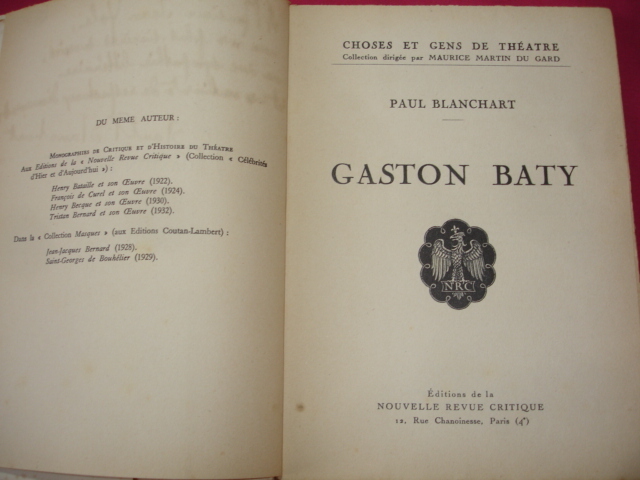 DU MEME AUTEUR :
MONOGRAPHIES DE CRITIQUE ET D'HISTOIRE DU THÉATRE
Aux Editions de la « Nouvelle Revue Critique » (Collection « Célébrités
d'Hier et d'Aujourd'hui ») :
Henry Bataille et son Œuvre (1922).
François de Curel et son Œuvre (1924).
Henry Becque et son Œuvre (1930).
Tristan Bernard et son Œuvre (1932).
Dans la « Collection Masques » (aux Editions Coutan-Lambert) :
Jean-Jacques Bernard (1928).
Saint-Georges de Bouhélier (1929).
CHOSES ET GENS DE THÉATRE
Collection dirigée par MAURICE MARTIN DU GARD
PAUL BLANCHART
GASTON BATY
NRC
Éditions de la
NOUVELLE REVUE CRITIQUE
12, Rue Chanoinesse, Paris (4e)